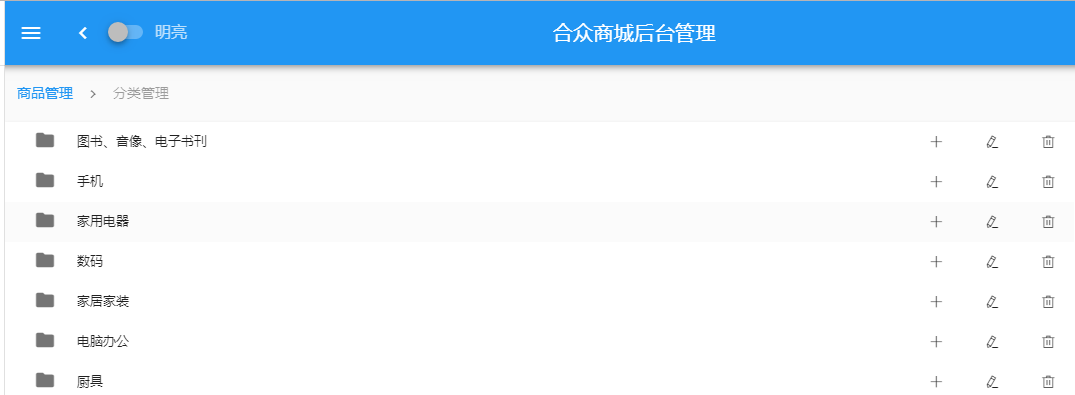 明亮 合众商城后台管理
商品管理 > 分类管理
图书、音像、电子书刊
手机
家用电器
数码
家居家装
电脑办公
厨具